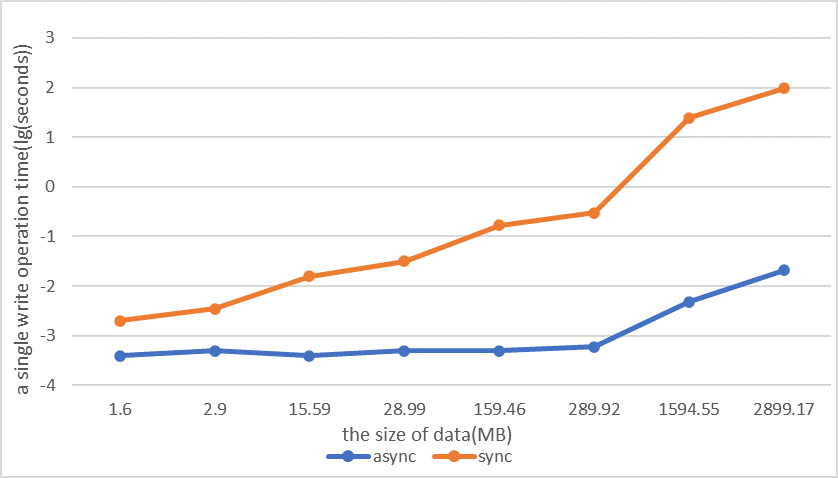 a single write operation time(lg(seconds))
3
2
1
0
-1
-2
-3
-4
1.6 2.9 15.59 28.99 159.46 289.92 1594.55 2899.17
the size of data(MB)
async sync